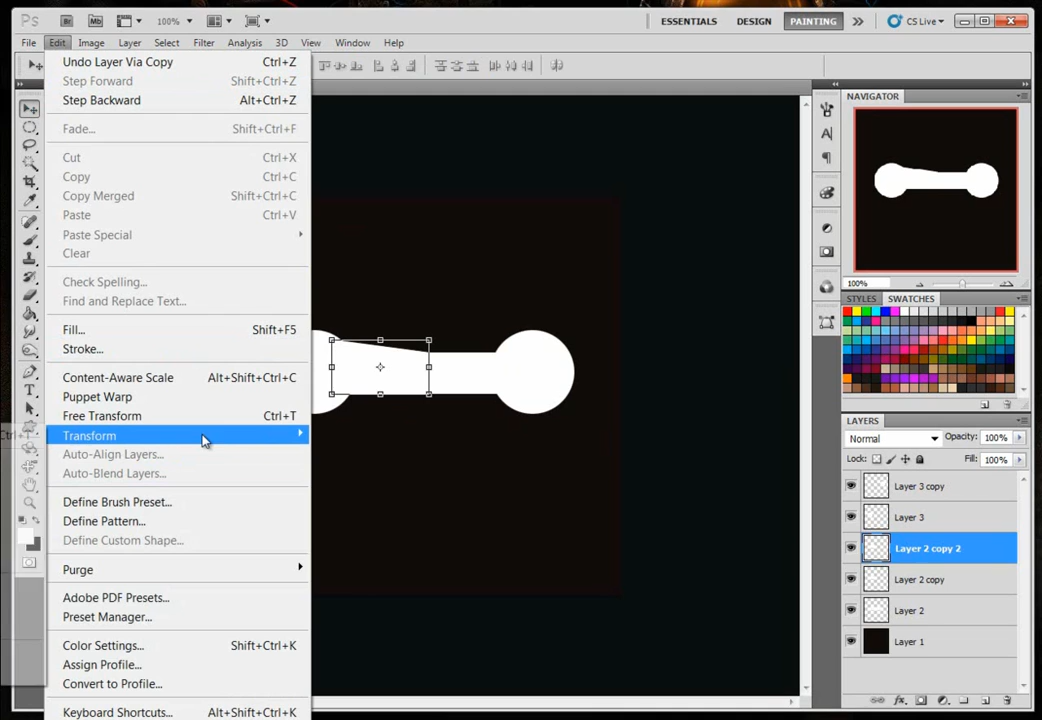 Ps Br Mb 100% ESSENTIALS DESIGN PAINTING CS Live
File Edit Image Layer Select Filter Analysis 3D View Window Help
Undo Layer Via Copy Ctrl+Z
Step Forward Shift+Ctrl+Z
Step Backward Alt+Ctrl+Z
Fade... Shift+Ctrl+F
Cut Ctrl+X
Copy Ctrl+C
Copy Merged Shift+Ctrl+C
Paste Ctrl+V
Paste Special
Clear
Check Spelling...
Find and Replace Text...
Fill... Shift+F5
Stroke...
Content-Aware Scale Alt+Shift+Ctrl+C
Puppet Warp
Free Transform Ctrl+T
Transform
Auto-Align Layers...
Auto-Blend Layers...
Define Brush Preset...
Define Pattern...
Define Custom Shape...
Purge
Adobe PDF Presets...
Preset Manager...
Color Settings... Shift+Ctrl+K
Assign Profile...
Convert to Profile...
Keyboard Shortcuts... Alt+Shift+Ctrl+K
NAVIGATOR
100%
STYLES SWATCHES
LAYERS
Normal Opacity: 100%
Lock: Fill: 100%
Layer 3 copy
Layer 3
Layer 2 copy 2
Layer 2 copy
Layer 2
Layer 1